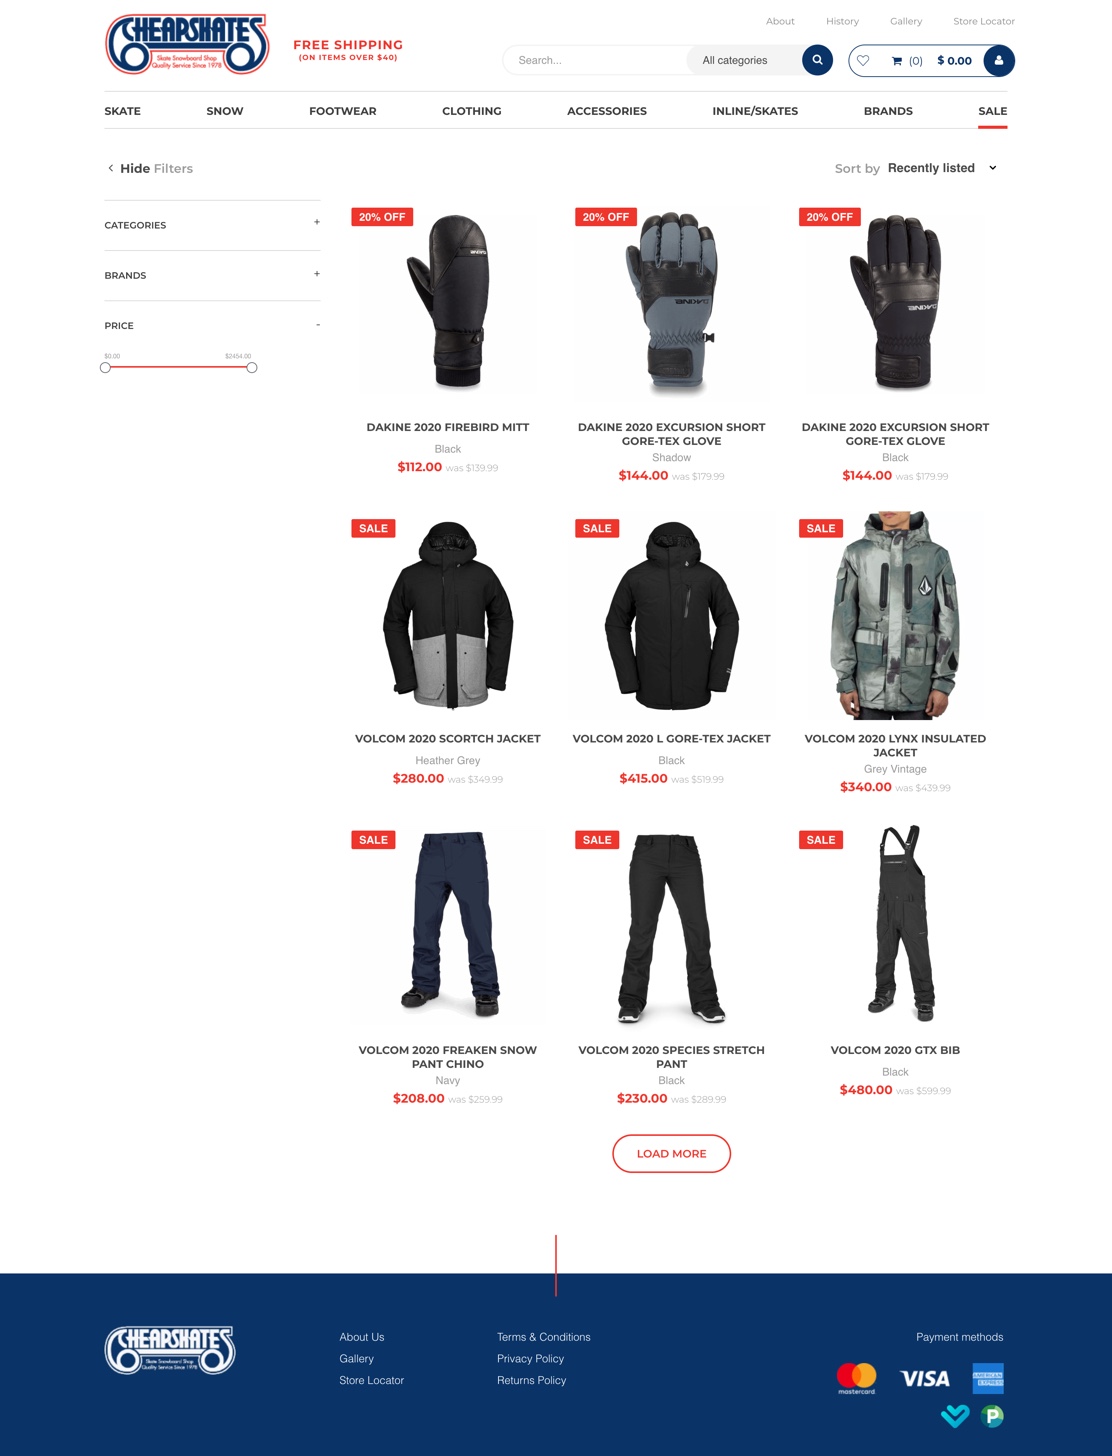 CHEAPSKATES
Skate Snowboard Shop
Quality Service Since 1978
FREE SHIPPING
(ON ITEMS OVER $40)
About History Gallery Store Locator
Search... All categories (0) $ 0.00
SKATE SNOW FOOTWEAR CLOTHING ACCESSORIES INLINE/SKATES BRANDS SALE
‹ Hide Filters
Sort by Recently listed
CATEGORIES +
BRANDS +
PRICE -
$0.00 $2454.00
20% OFF 20% OFF 20% OFF
DAKINE
DAKINE
DAKINE
DAKINE 2020 FIREBIRD MITT
Black
$112.00 was $139.99
DAKINE 2020 EXCURSION SHORT
GORE-TEX GLOVE
Shadow
$144.00 was $179.99
DAKINE 2020 EXCURSION SHORT
GORE-TEX GLOVE
Black
$144.00 was $179.99
SALE SALE SALE
VOLCOM 2020 SCORTCH JACKET
Heather Grey
$280.00 was $349.99
VOLCOM 2020 L GORE-TEX JACKET
Black
$415.00 was $519.99
VOLCOM 2020 LYNX INSULATED
JACKET
Grey Vintage
$340.00 was $439.99
SALE SALE SALE
VOLCOM 2020 FREAKEN SNOW
PANT CHINO
Navy
$208.00 was $259.99
VOLCOM 2020 SPECIES STRETCH
PANT
Black
$230.00 was $289.99
VOLCOM 2020 GTX BIB
Black
$480.00 was $599.99
LOAD MORE
CHEAPSKATES
Skate Snowboard Shop
Quality Service Since 1978
About Us
Gallery
Store Locator
Terms & Conditions
Privacy Policy
Returns Policy
Payment methods
mastercard
VISA
AMERICAN
EXPRESS
P